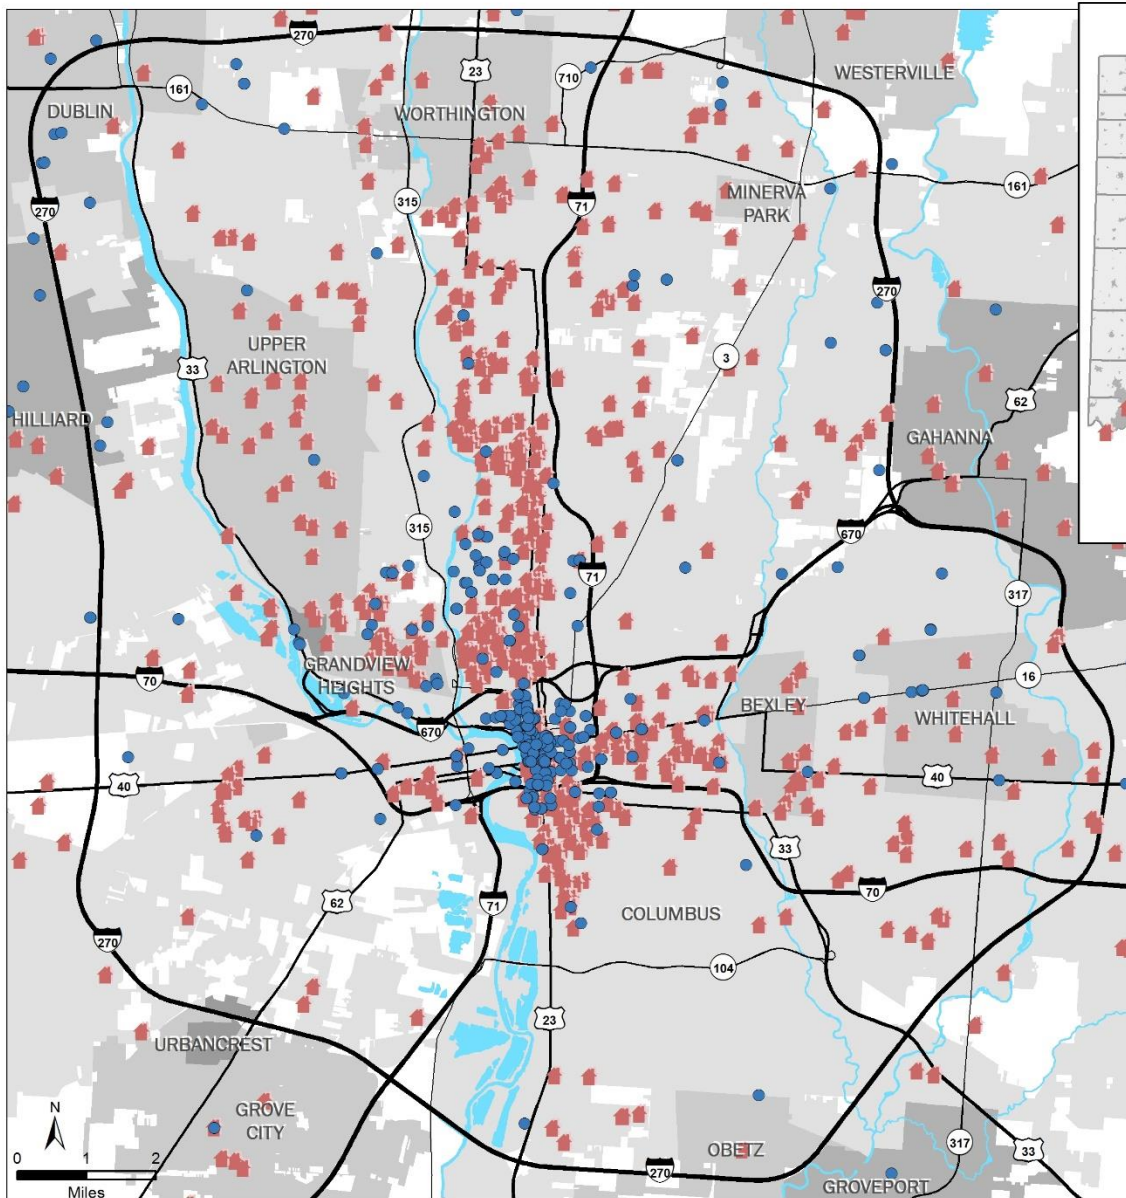 270
23
710
WESTERVILLE
161
DUBLIN
WORTHINGTON
270
315
71
MINERVA
PARK
161
270
33
UPPER
ARLINGTON
3
62
HILLIARD
GAHANNA
315
670
71
317
GRANDVIEW
HEIGHTS
70
16
BEXLEY
WHITEHALL
670
40
40
33
62
71
70
COLUMBUS
270
104
23
URBANCREST
N
GROVE
CITY
OBETZ
317
33
270
GROVEPORT
0 1 2
Miles